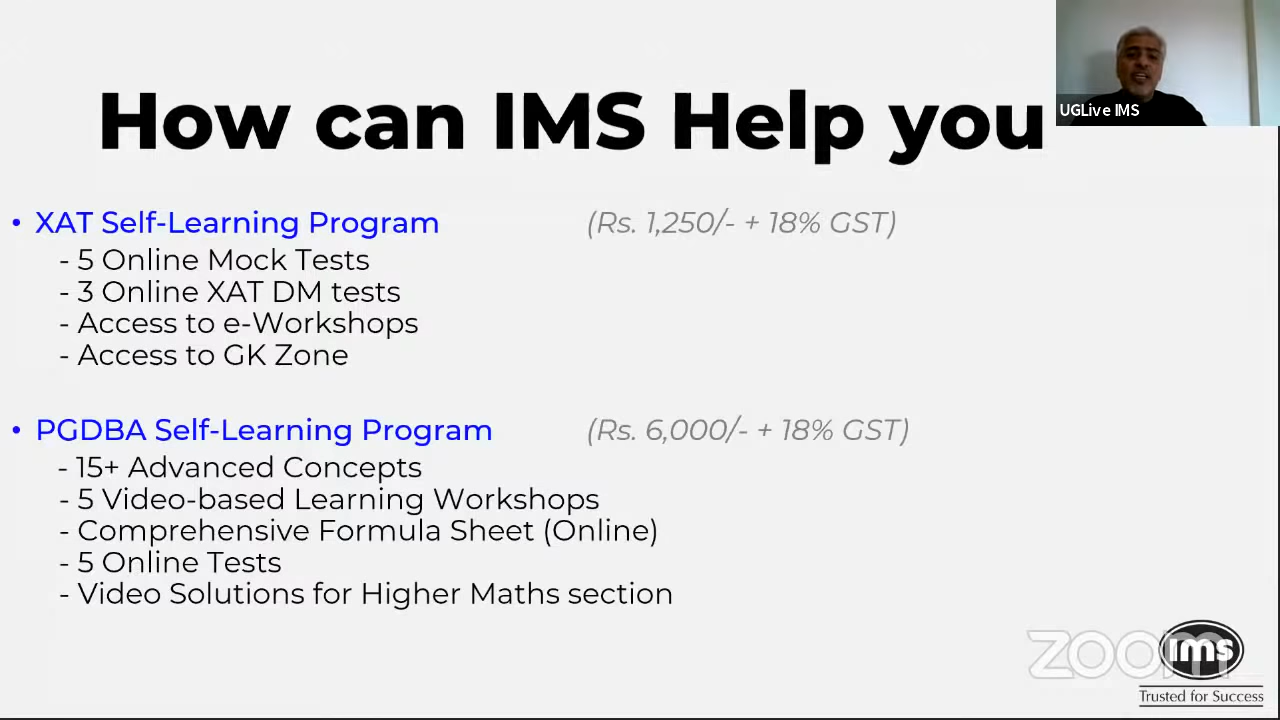 How can IMS Help you
UGLive IMS
• XAT Self-Learning Program (Rs. 1,250/- + 18% GST)
- 5 Online Mock Tests
- 3 Online XAT DM tests
- Access to e-Workshops
- Access to GK Zone
• PGDBA Self-Learning Program (Rs. 6,000/- + 18% GST)
- 15+ Advanced Concepts
- 5 Video-based Learning Workshops
- Comprehensive Formula Sheet (Online)
- 5 Online Tests
- Video Solutions for Higher Maths section
zoom
ims
Trusted for Success